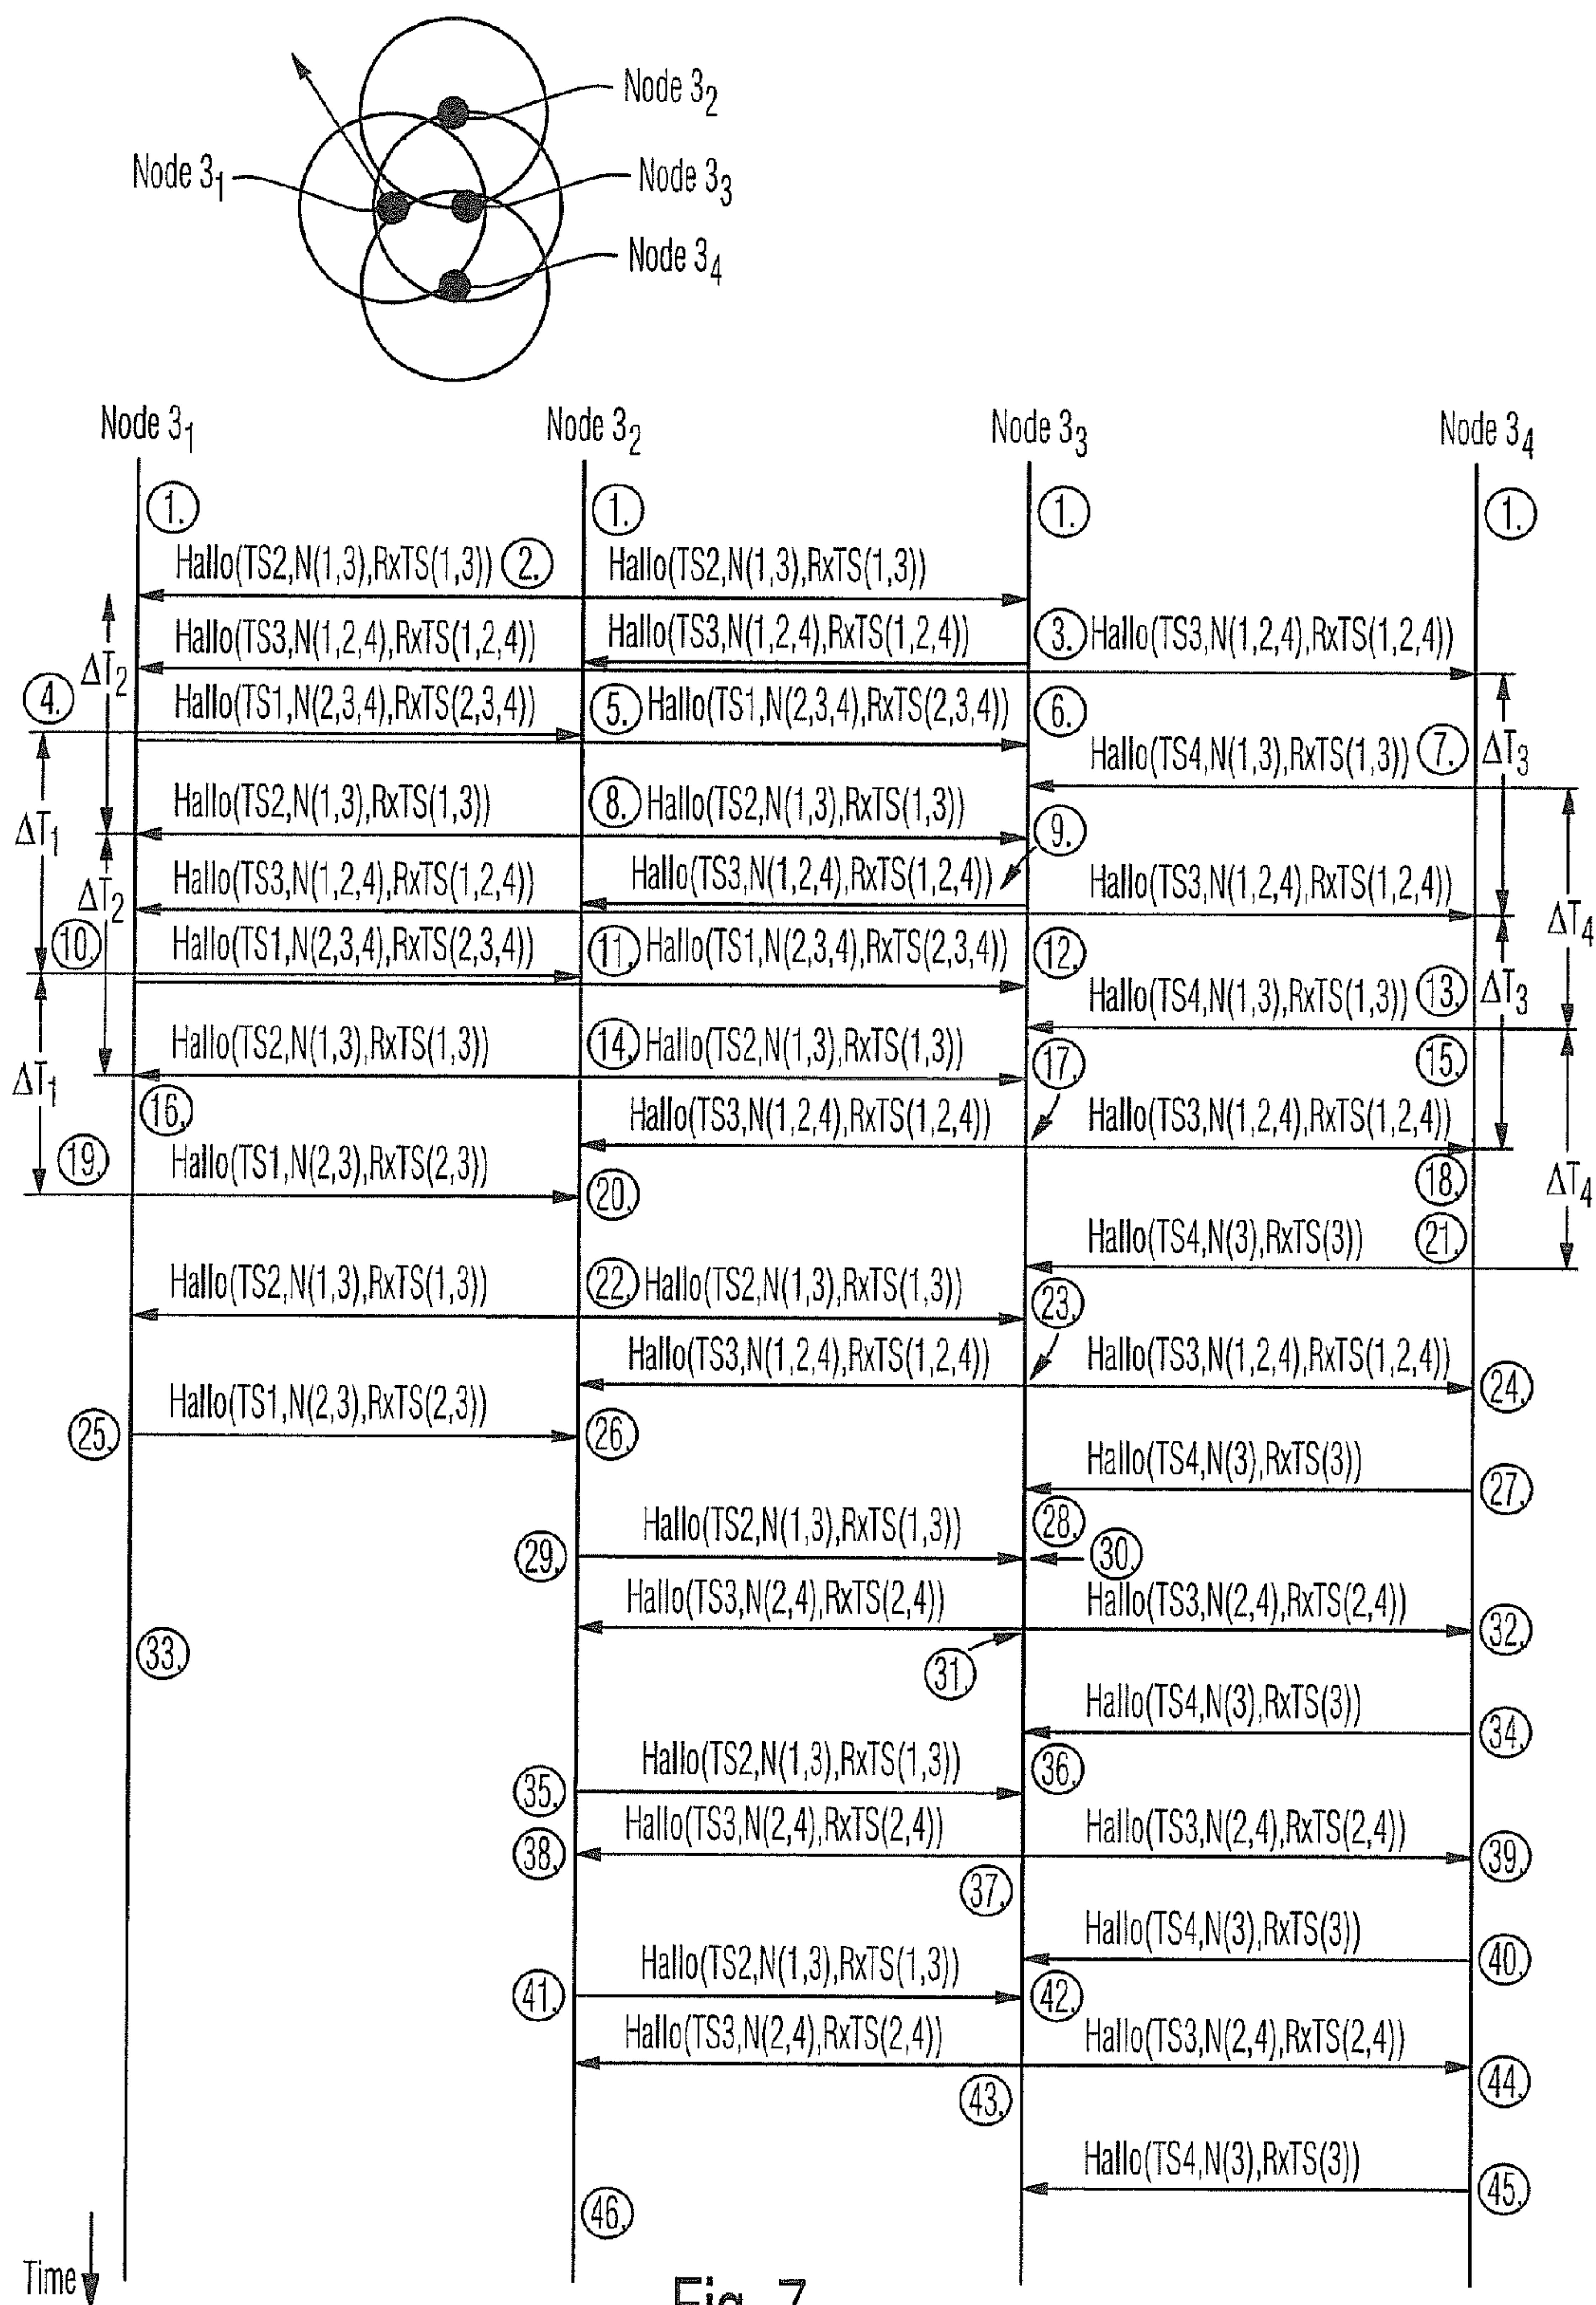 Node 3₂
Node 3₁
Node 3₃
Node 3₄
Node 3₁ Node 3₂ Node 3₃ Node 3₄
1. 1. 1. 1.
Hallo(TS2,N(1,3),RxTS(1,3)) 2. Hallo(TS2,N(1,3),RxTS(1,3))
Hallo(TS3,N(1,2,4),RxTS(1,2,4)) Hallo(TS3,N(1,2,4),RxTS(1,2,4)) 3. Hallo(TS3,N(1,2,4),RxTS(1,2,4))
ΔT₂
4. Hallo(TS1,N(2,3,4),RxTS(2,3,4)) 5. Hallo(TS1,N(2,3,4),RxTS(2,3,4)) 6.
Hallo(TS4,N(1,3),RxTS(1,3)) 7. ΔT₃
ΔT₁ Hallo(TS2,N(1,3),RxTS(1,3)) 8. Hallo(TS2,N(1,3),RxTS(1,3)) 9.
ΔT₂ Hallo(TS3,N(1,2,4),RxTS(1,2,4)) Hallo(TS3,N(1,2,4),RxTS(1,2,4)) Hallo(TS3,N(1,2,4),RxTS(1,2,4))
ΔT₄
10. Hallo(TS1,N(2,3,4),RxTS(2,3,4)) 11. Hallo(TS1,N(2,3,4),RxTS(2,3,4)) 12.
Hallo(TS4,N(1,3),RxTS(1,3)) 13. ΔT₃
ΔT₁ Hallo(TS2,N(1,3),RxTS(1,3)) 14. Hallo(TS2,N(1,3),RxTS(1,3)) 17. 15.
16. Hallo(TS3,N(1,2,4),RxTS(1,2,4)) Hallo(TS3,N(1,2,4),RxTS(1,2,4))
19. Hallo(TS1,N(2,3),RxTS(2,3)) 20. 18. ΔT₄
Hallo(TS4,N(3),RxTS(3)) 21.
Hallo(TS2,N(1,3),RxTS(1,3)) 22. Hallo(TS2,N(1,3),RxTS(1,3)) 23.
Hallo(TS3,N(1,2,4),RxTS(1,2,4)) Hallo(TS3,N(1,2,4),RxTS(1,2,4)) 24.
25. Hallo(TS1,N(2,3),RxTS(2,3)) 26.
Hallo(TS4,N(3),RxTS(3)) 27.
29. Hallo(TS2,N(1,3),RxTS(1,3)) 28. 30.
Hallo(TS3,N(2,4),RxTS(2,4)) Hallo(TS3,N(2,4),RxTS(2,4)) 32.
33. 31.
Hallo(TS4,N(3),RxTS(3)) 34.
35. Hallo(TS2,N(1,3),RxTS(1,3)) 36.
38. Hallo(TS3,N(2,4),RxTS(2,4)) Hallo(TS3,N(2,4),RxTS(2,4)) 39.
37.
Hallo(TS4,N(3),RxTS(3)) 40.
41. Hallo(TS2,N(1,3),RxTS(1,3)) 42.
Hallo(TS3,N(2,4),RxTS(2,4)) Hallo(TS3,N(2,4),RxTS(2,4)) 44.
43.
Hallo(TS4,N(3),RxTS(3)) 45.
46.
Time
Fig. 7